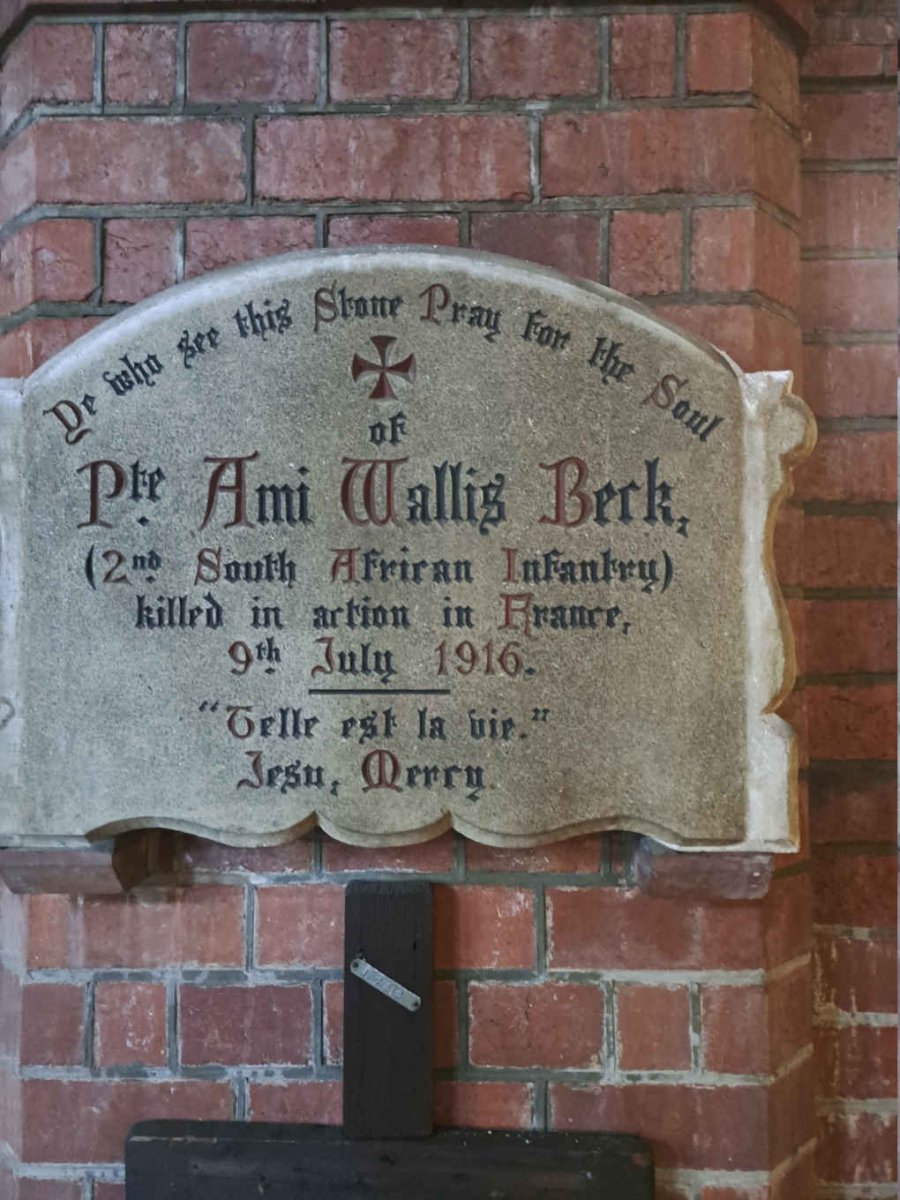 Ye who see this Stone Pray for the Soul
of
Pte. Ami Wallis Beck,
(2nd South African Infantry)
killed in action in France,
9th July 1916.
"Telle est la vie."
Jesu, Mercy.